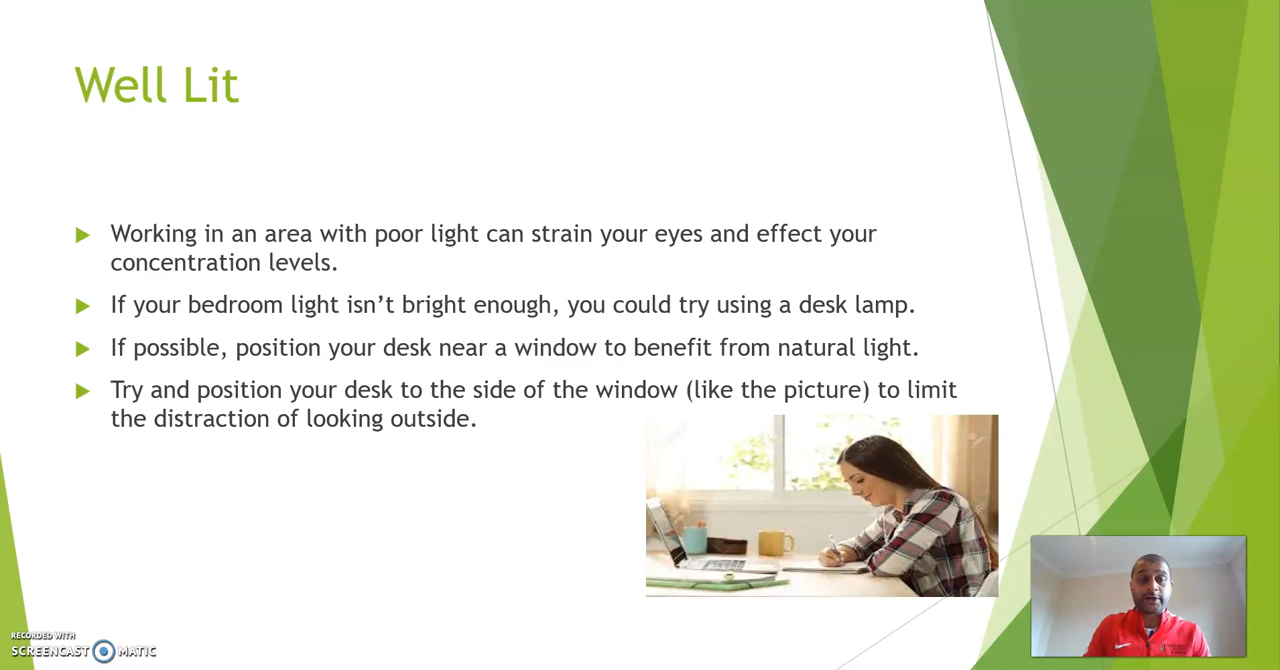 Well Lit
Working in an area with poor light can strain your eyes and effect your
concentration levels.
If your bedroom light isn’t bright enough, you could try using a desk lamp.
If possible, position your desk near a window to benefit from natural light.
Try and position your desk to the side of the window (like the picture) to limit
the distraction of looking outside.
RECORDED WITH
SCREENCAST MATIC